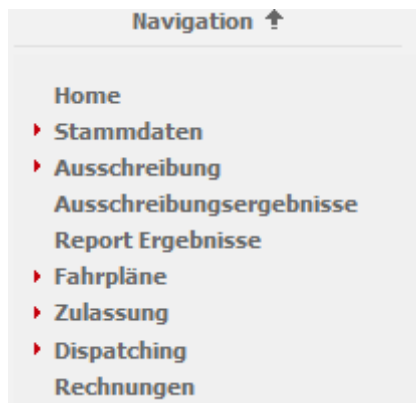 Navigation
Home
Stammdaten
Ausschreibung
Ausschreibungsergebnisse
Report Ergebnisse
Fahrpläne
Zulassung
Dispatching
Rechnungen